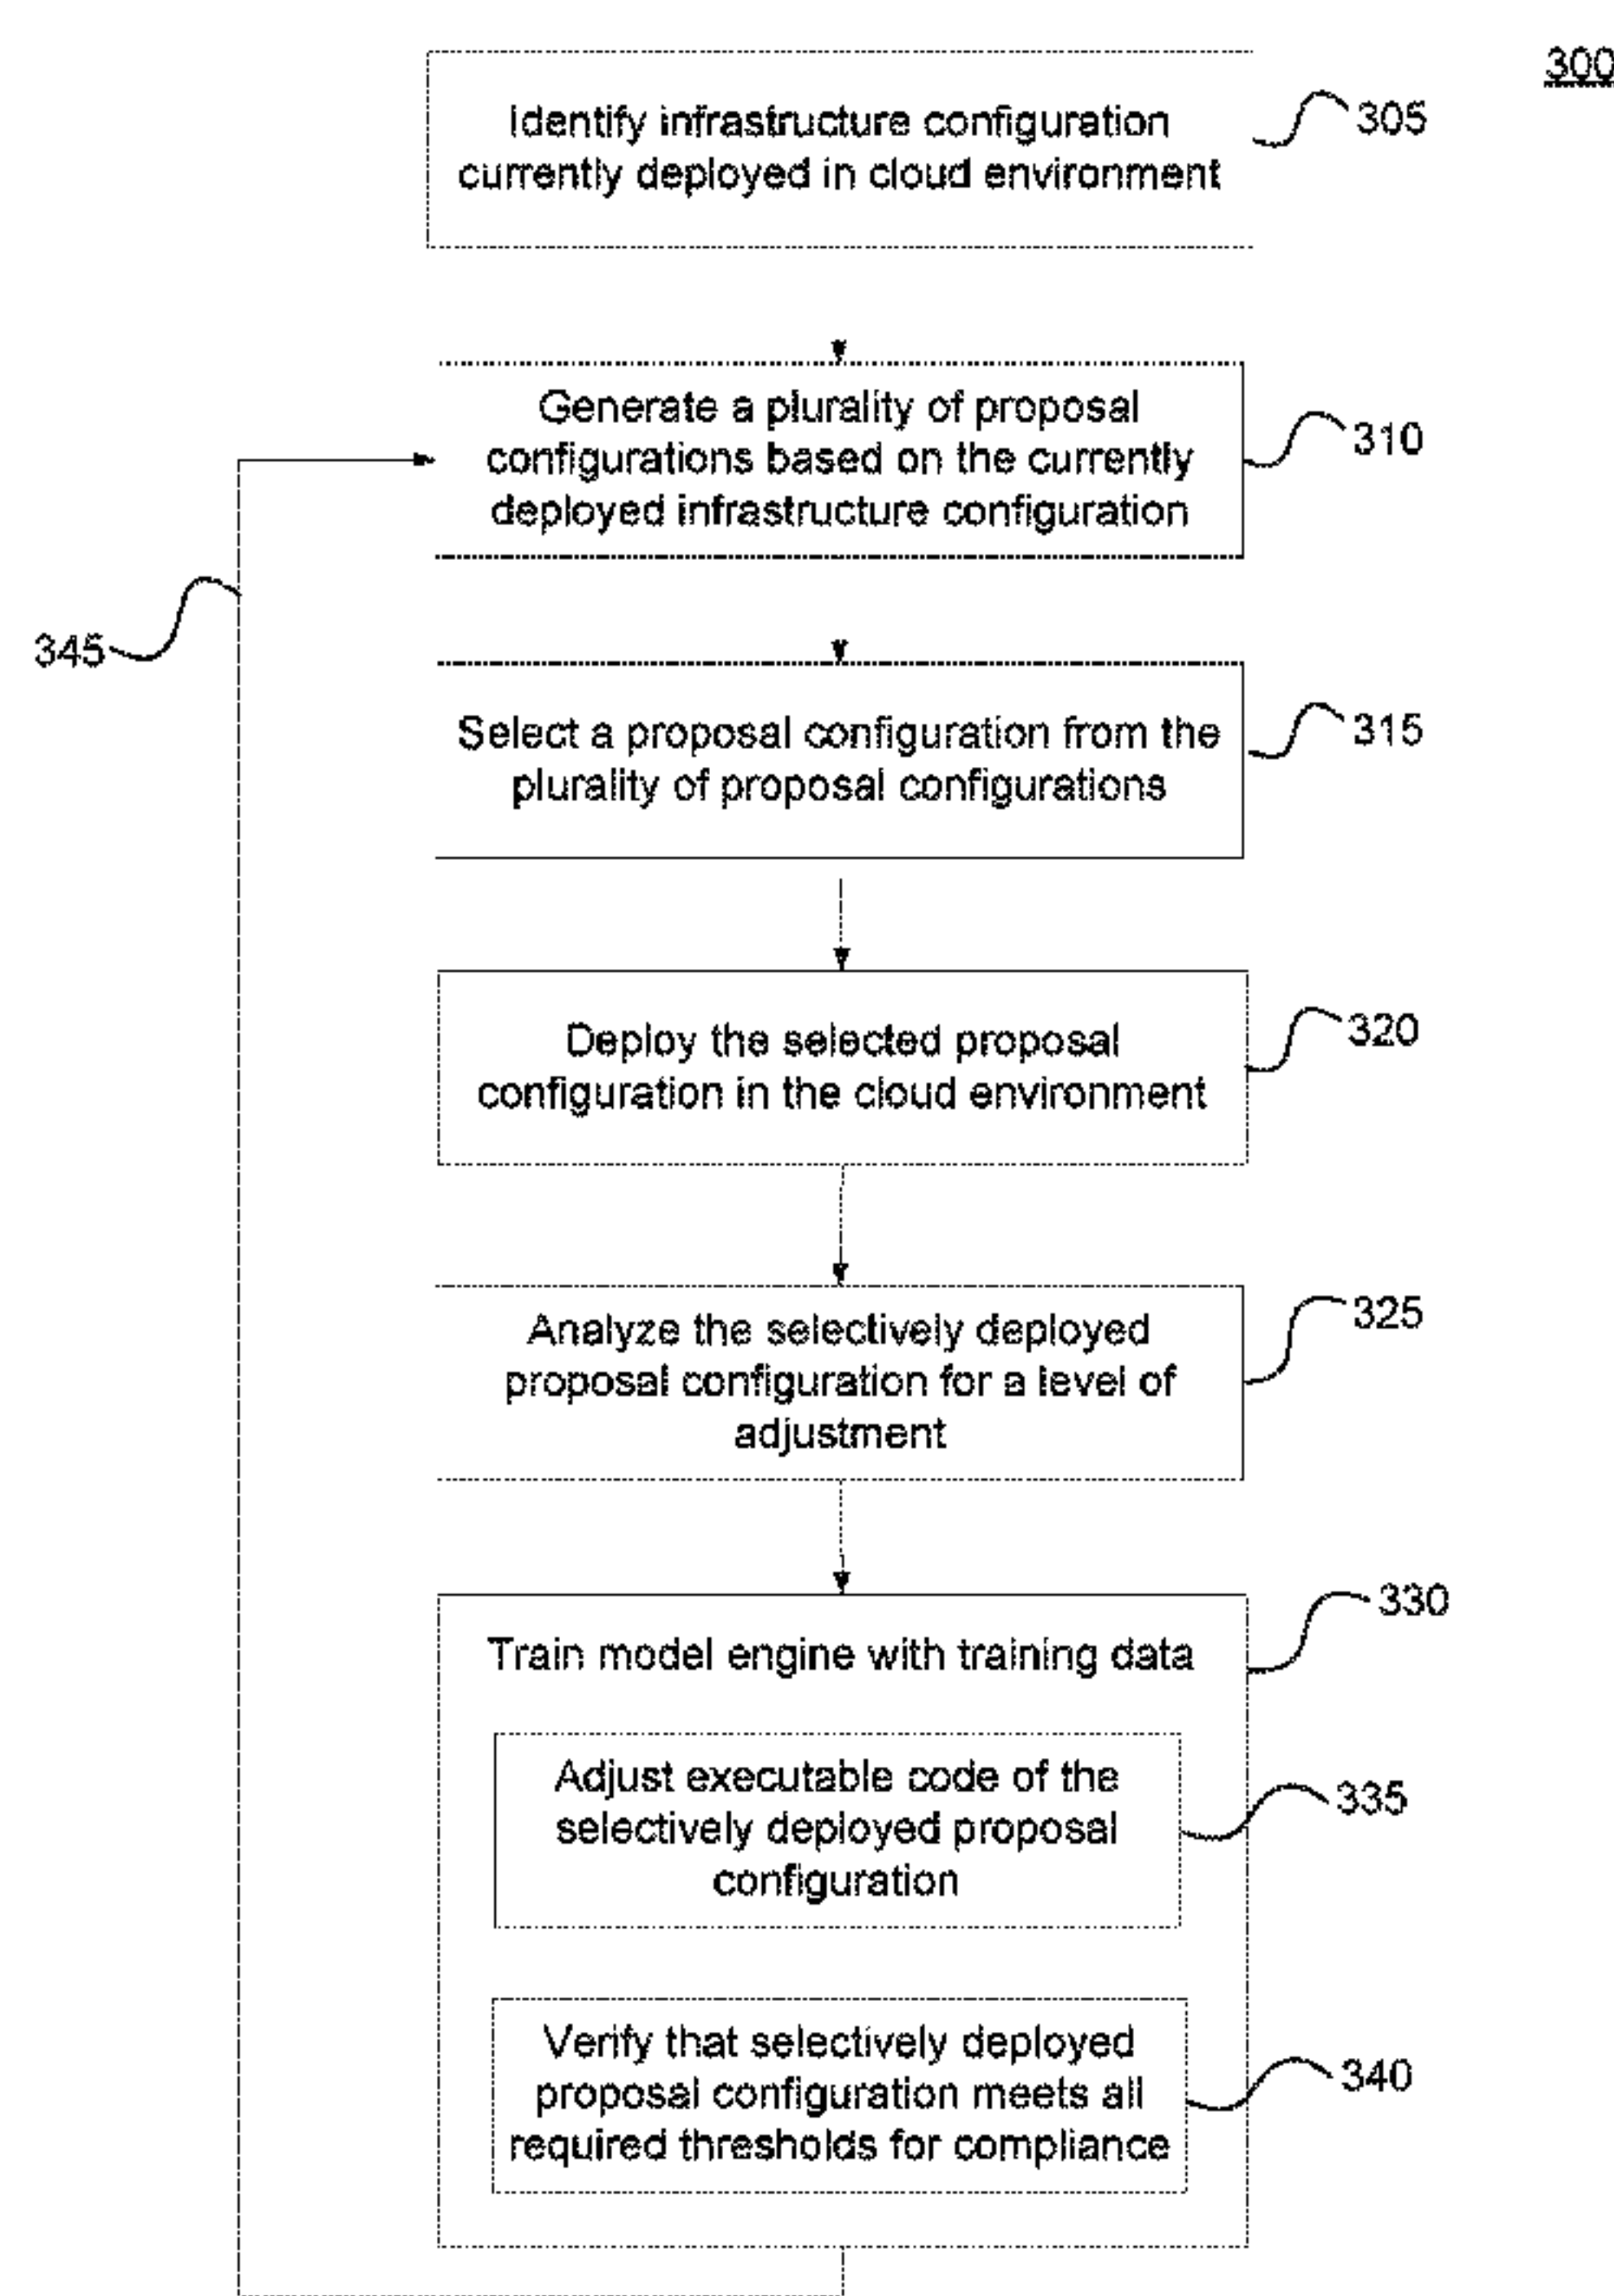 300
Identify infrastructure configuration
currently deployed in cloud environment
305
Generate a plurality of proposal
configurations based on the currently
deployed infrastructure configuration
310
345
Select a proposal configuration from the
plurality of proposal configurations
315
Deploy the selected proposal
configuration in the cloud environment
320
Analyze the selectively deployed
proposal configuration for a level of
adjustment
325
Train model engine with training data
330
Adjust executable code of the
selectively deployed proposal
configuration
335
Verify that selectively deployed
proposal configuration meets all
required thresholds for compliance
340